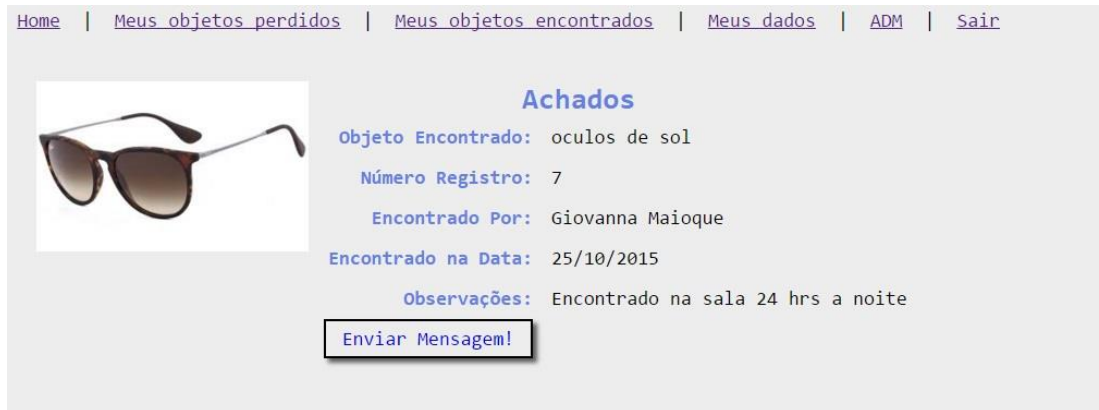 Home | Meus objetos perdidos | Meus objetos encontrados | Meus dados | ADM | Sair
Achados
Objeto Encontrado: oculos de sol
Número Registro: 7
Encontrado Por: Giovanna Maioque
Encontrado na Data: 25/10/2015
Observações: Encontrado na sala 24 hrs a noite
Enviar Mensagem!